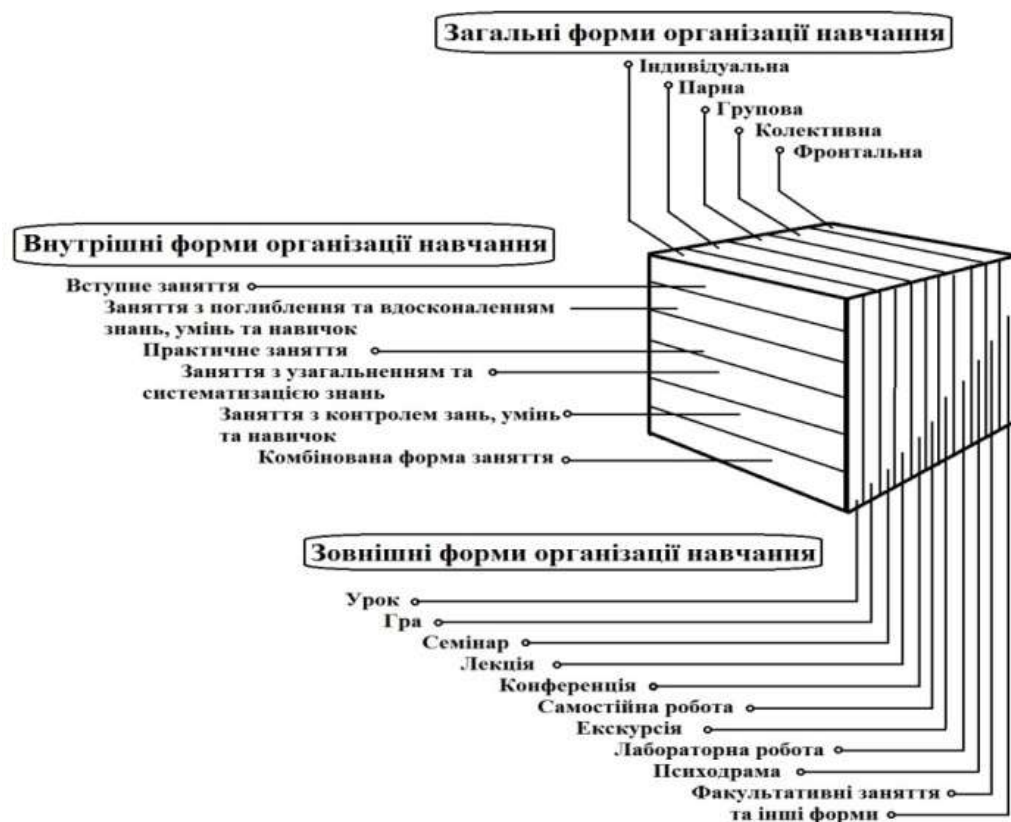 Загальні форми організації навчання
Індивідуальна
Парна
Групова
Колективна
Фронтальна
Внутрішні форми організації навчання
Вступне заняття
Заняття з поглиблення та вдосконаленням
знань, умінь та навичок
Практичне заняття
Заняття з узагальненням та
систематизацією знань
Заняття з контролем зань, умінь
та навичок
Комбінована форма заняття
Зовнішні форми організації навчання
Урок
Гра
Семінар
Лекція
Конференція
Самостійна робота
Екскурсія
Лабораторна робота
Психодрама
Факультативні заняття
та інші форми